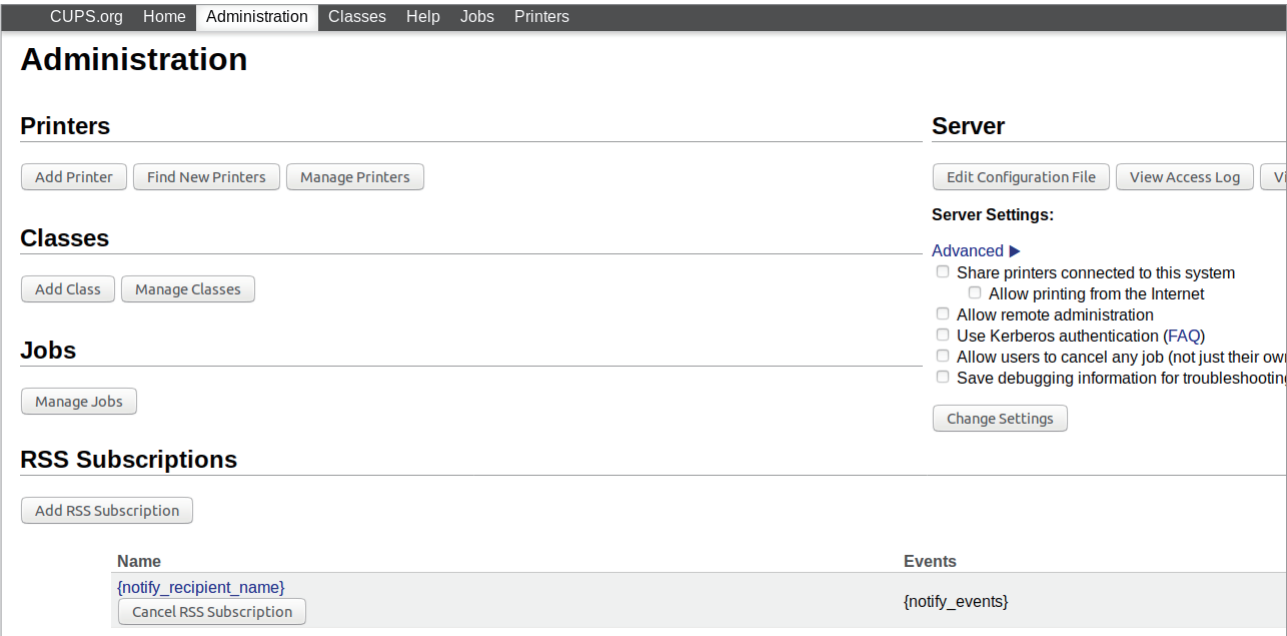 CUPS.org Home Administration Classes Help Jobs Printers
Administration
Printers
Add Printer Find New Printers Manage Printers
Classes
Add Class Manage Classes
Jobs
Manage Jobs
Server
Edit Configuration File View Access Log
Server Settings:
Advanced ▶
Share printers connected to this system
Allow printing from the Internet
Allow remote administration
Use Kerberos authentication (FAQ)
Allow users to cancel any job (not just their
Save debugging information for
Change Settings
RSS Subscriptions
Add RSS Subscription
Name Events
{notify_recipient_name}
Cancel RSS Subscription
{notify_events}